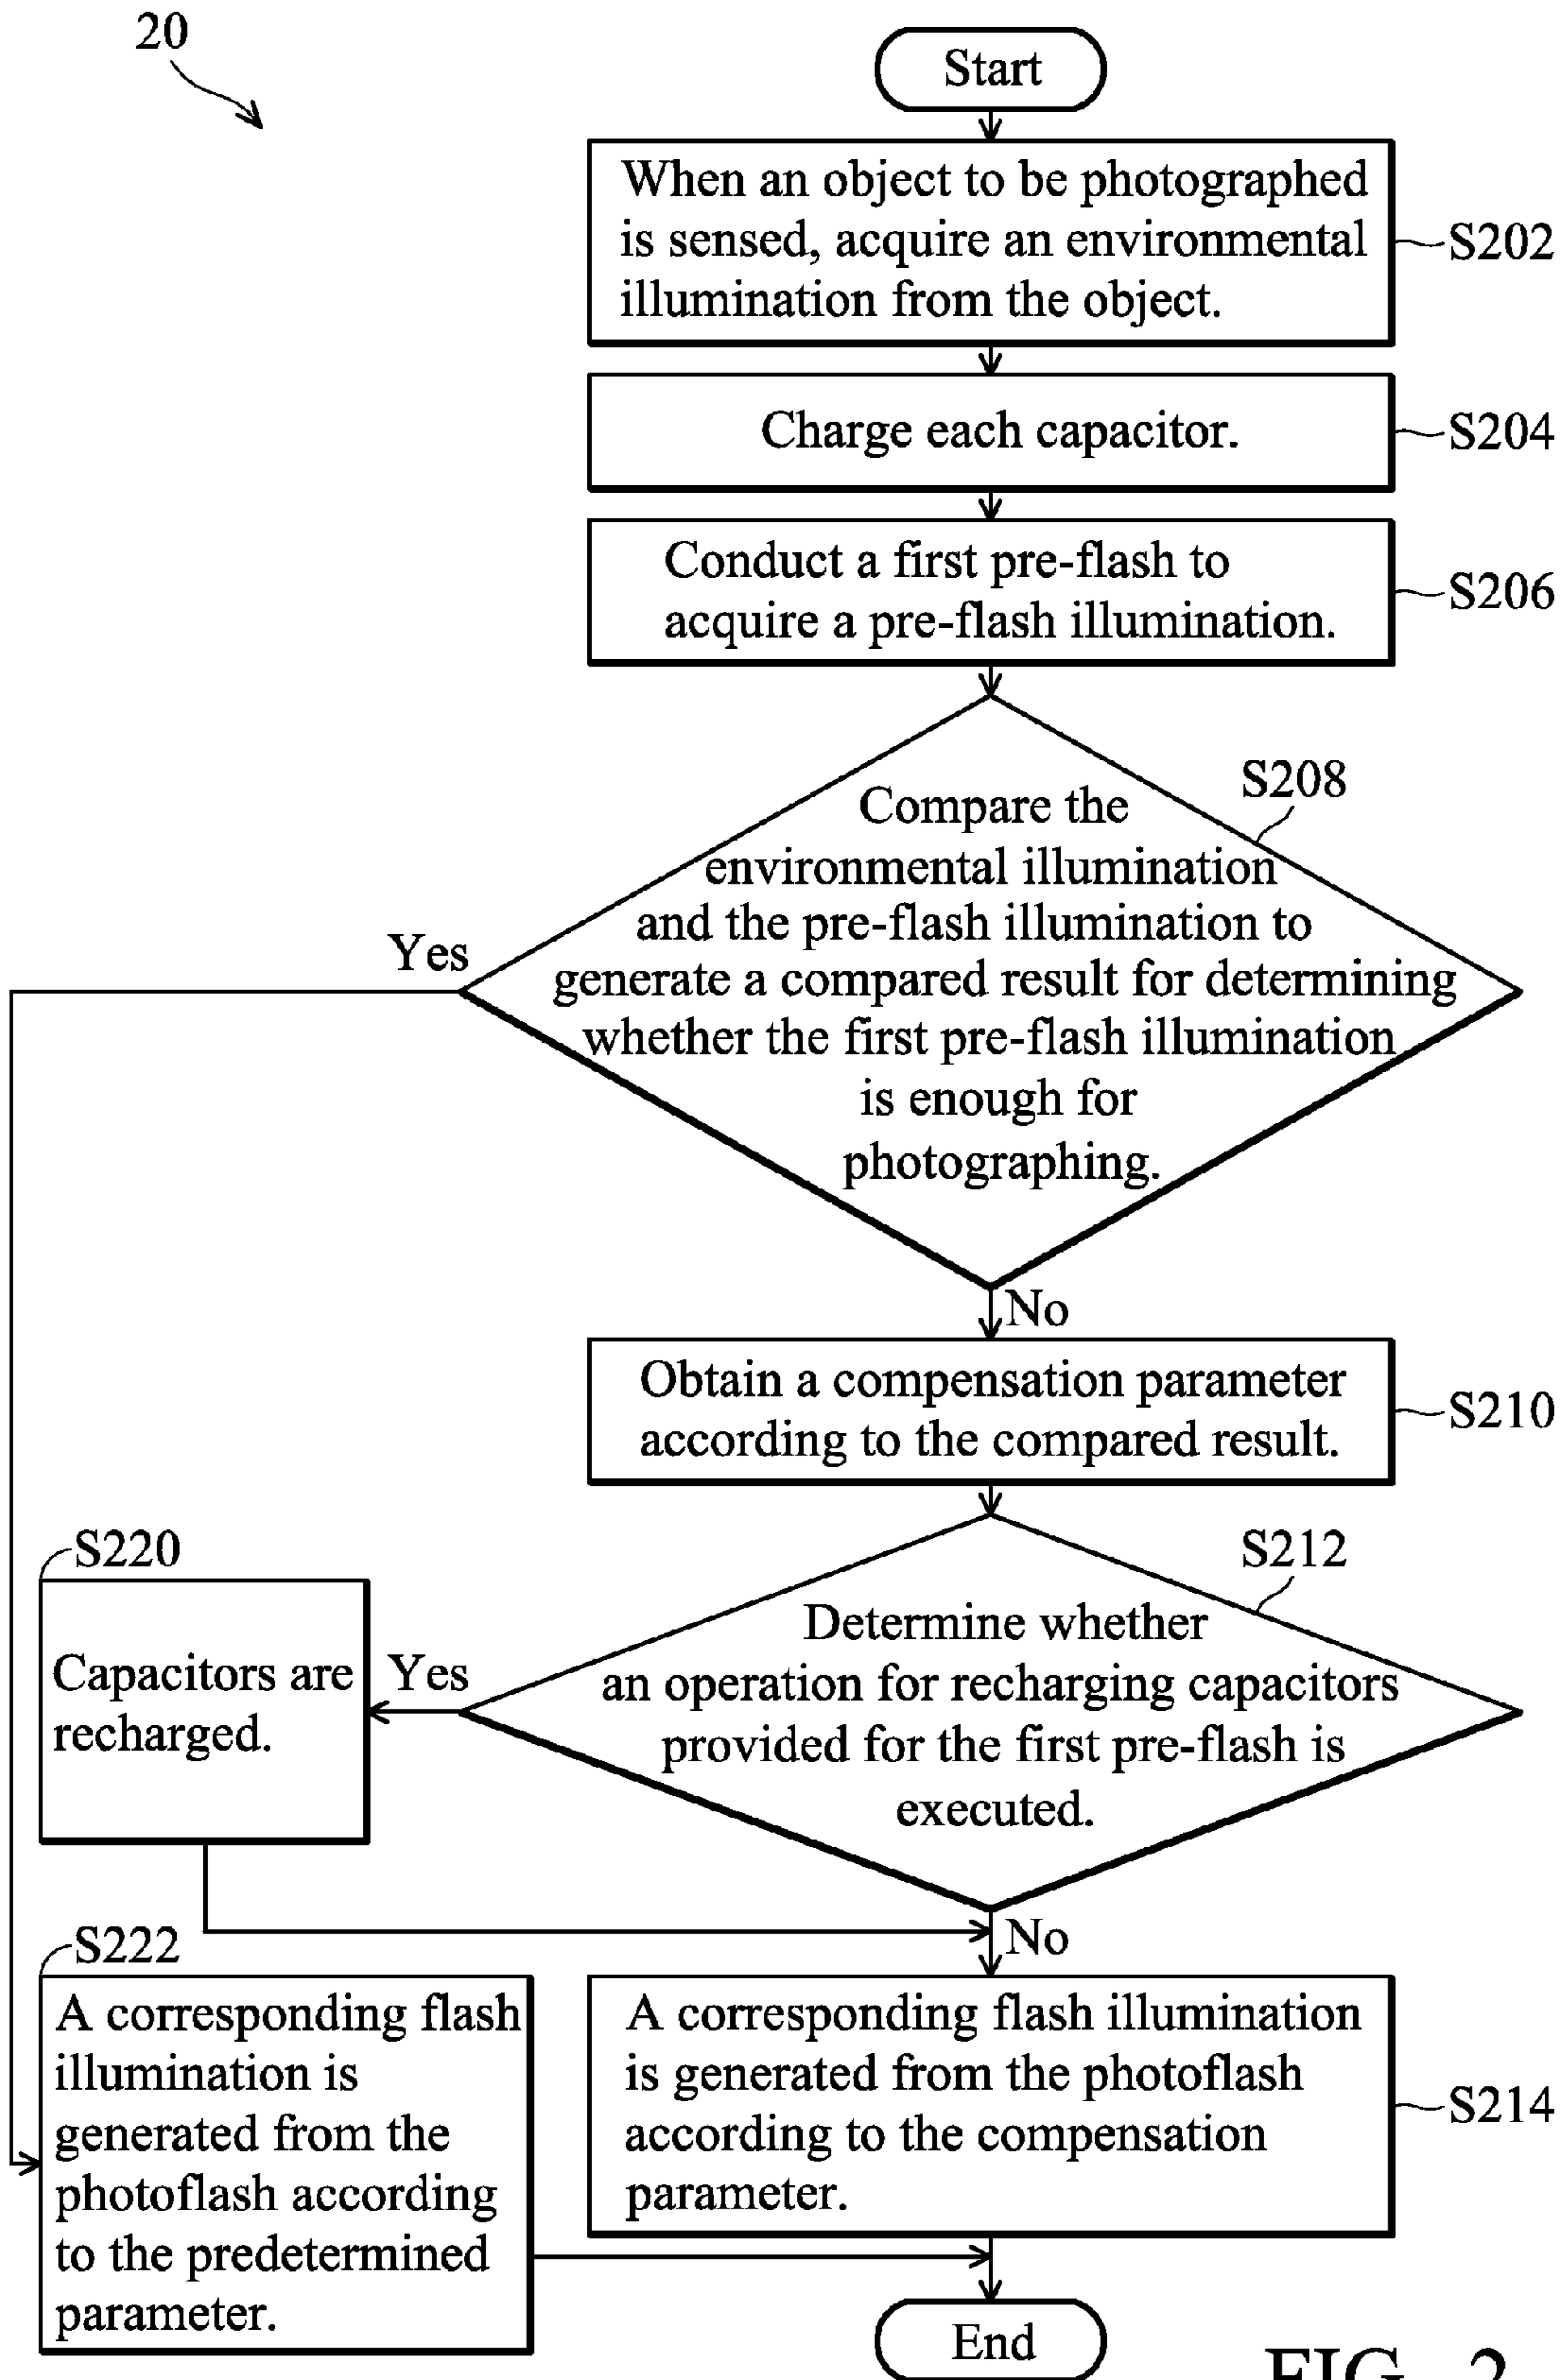 20
Start
When an object to be photographed
is sensed, acquire an environmental
illumination from the object.
S202
Charge each capacitor.
S204
Conduct a first pre-flash to
acquire a pre-flash illumination.
S206
S208
Compare the
environmental illumination
and the pre-flash illumination to
generate a compared result for determining
whether the first pre-flash illumination
is enough for
photographing.
Yes
No
Obtain a compensation parameter
according to the compared result.
S210
S212
Determine whether
an operation for recharging capacitors
provided for the first pre-flash is
executed.
Yes
S220
Capacitors are
recharged.
No
S222
A corresponding flash
illumination is
generated from the
photoflash according
to the predetermined
parameter.
A corresponding flash illumination
is generated from the photoflash
according to the compensation
parameter.
S214
End
FIG. 2